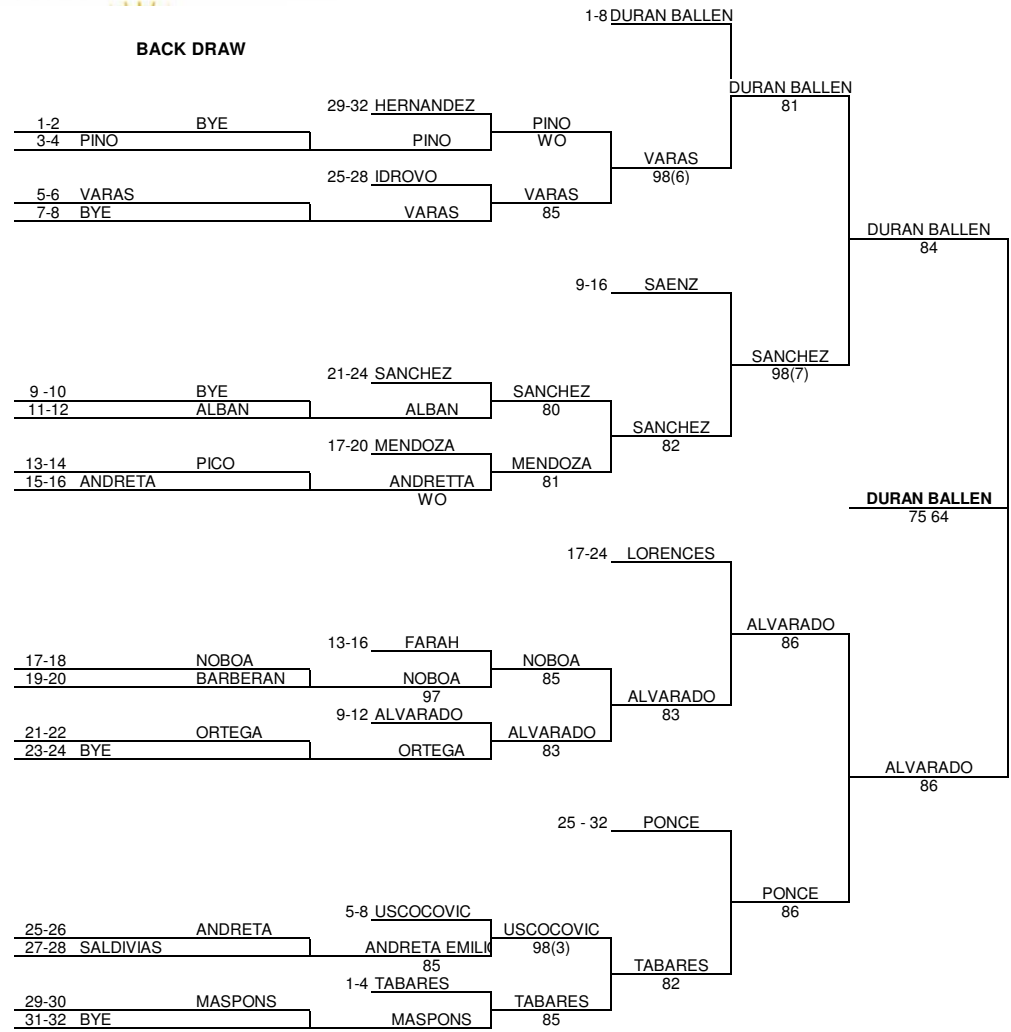 1-8 DURAN BALLEN
BACK DRAW
DURAN BALLEN
81
29-32 HERNANDEZ
1-2 BYE
PINO
3-4 PINO
PINO
WO
VARAS
98(6)
25-28 IDROVO
5-6 VARAS
VARAS
7-8 BYE
VARAS
85
DURAN BALLEN
84
9-16 SAENZ
SANCHEZ
98(7)
21-24 SANCHEZ
9 -10 BYE
SANCHEZ
11-12 ALBAN
ALBAN
80
SANCHEZ
82
17-20 MENDOZA
13-14 PICO
MENDOZA
15-16 ANDRETA
ANDRETTA
81
WO
DURAN BALLEN
75 64
17-24 LORENCES
ALVARADO
86
13-16 FARAH
17-18 NOBOA
NOBOA
19-20 BARBERAN
NOBOA
85
97
ALVARADO
83
9-12 ALVARADO
21-22 ORTEGA
ALVARADO
23-24 BYE
ORTEGA
83
ALVARADO
86
25 - 32 PONCE
PONCE
86
5-8 USCOCOVIC
25-26 ANDRETA
USCOCOVIC
27-28 SALDIVIAS
ANDRETA EMILI
98(3)
85
TABARES
82
1-4 TABARES
29-30 MASPONS
TABARES
31-32 BYE
MASPONS
85